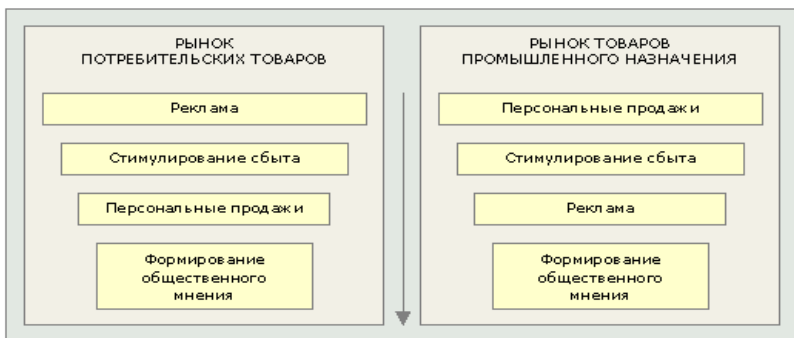 РЫНОК
ПОТРЕБИТЕЛЬСКИХ ТОВАРОВ
Реклама
Стимулирование сбыта
Персональные продажи
Формирование
общественного
мнения
РЫНОК ТОВАРОВ
ПРОМЫШЛЕННОГО НАЗНАЧЕНИЯ
Персональные продажи
Стимулирование сбыта
Реклама
Формирование
общественного
мнения